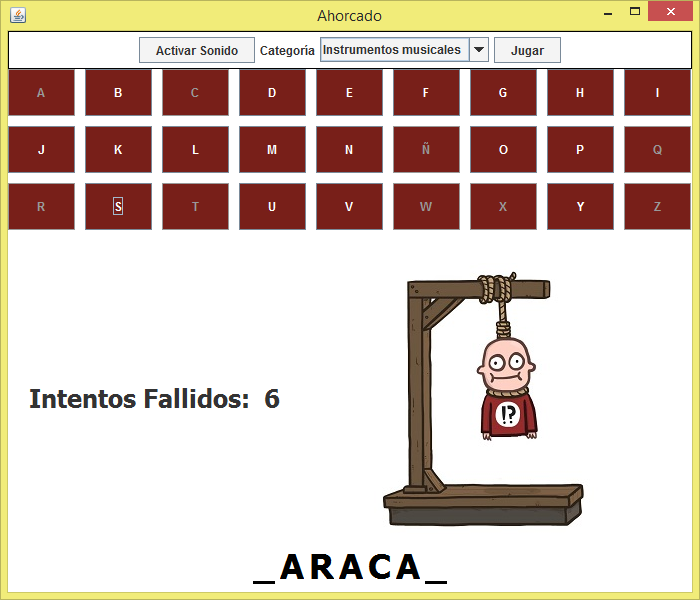 Ahorcado
Activar Sonido Categoría Instrumentos musicales Jugar
A B C D E F G H I
J K L M N Ñ O P Q
R S T U V W X Y Z
!?
Intentos Fallidos: 6
_ARACA_